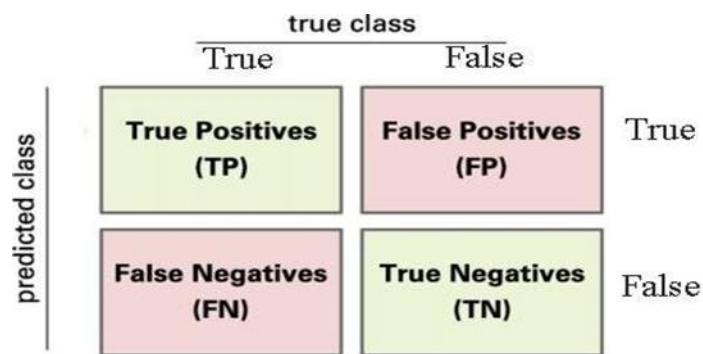 true class
True False
True Positives
(TP)
False Positives
(FP)
True
predicted class
False Negatives
(FN)
True Negatives
(TN)
False